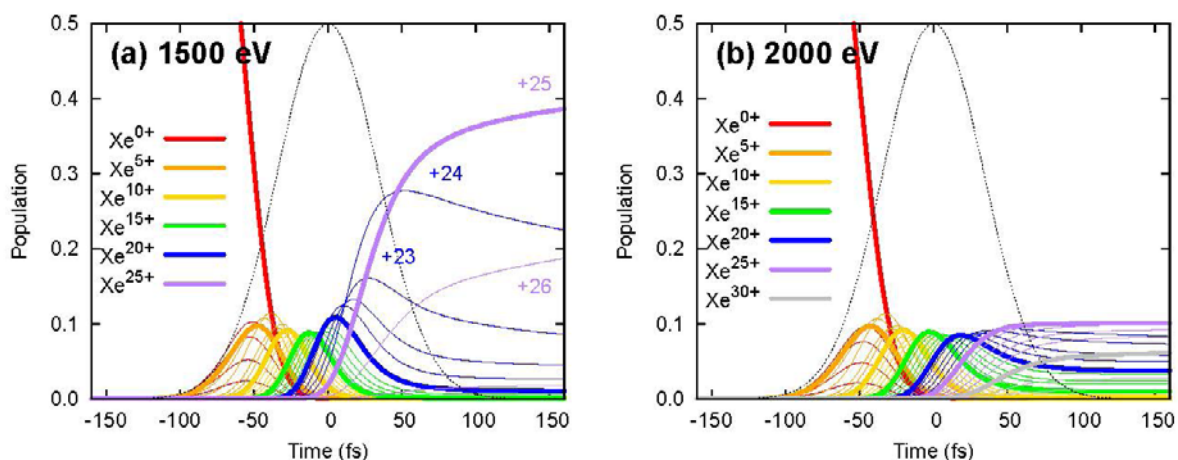 (a) 1500 eV
Population
0.5
0.4
0.3
0.2
0.1
0.0
Xe0+
Xe5+
Xe10+
Xe15+
Xe20+
Xe25+
+25
+24
+23
+26
-150 -100 -50 0 50 100 150
Time (fs)
(b) 2000 eV
Population
0.5
0.4
0.3
0.2
0.1
0.0
Xe0+
Xe5+
Xe10+
Xe15+
Xe20+
Xe25+
Xe30+
-150 -100 -50 0 50 100 150
Time (fs)